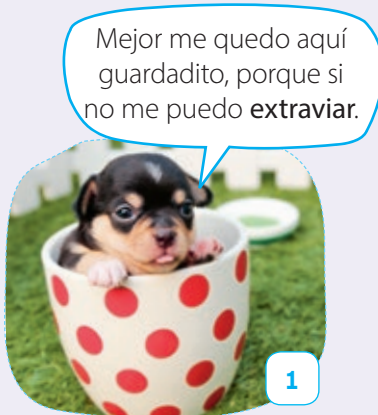 Mejor me quedo aquí
guardadito, porque si
no me puedo extraviar.
1